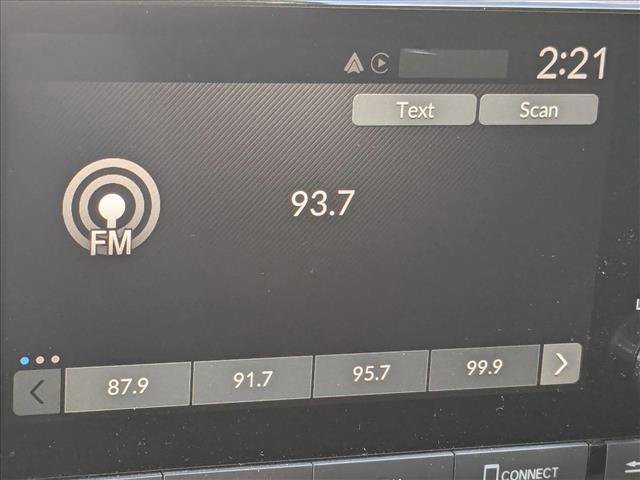 2:21
Text Scan
93.7
FM
87.9 91.7 95.7 99.9
CONNECT